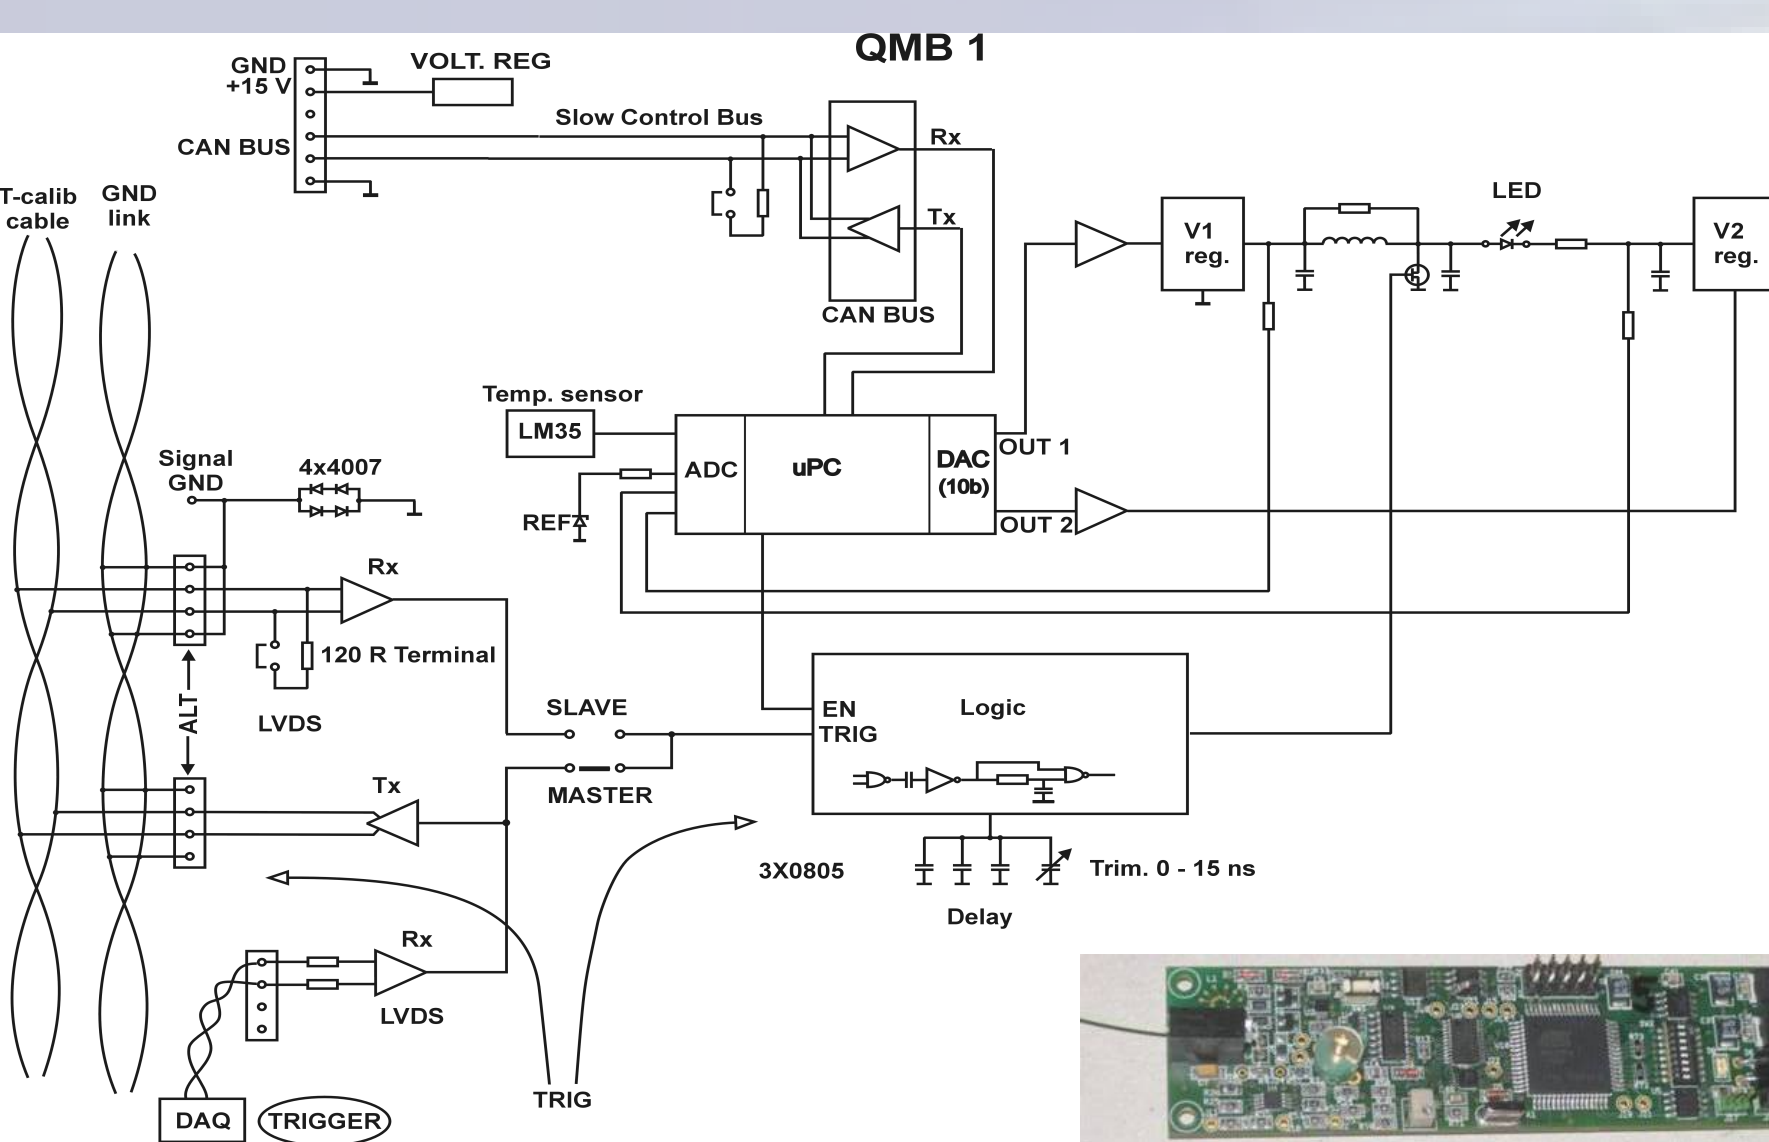 QMB 1
GND
+15 V
VOLT. REG
Slow Control Bus
CAN BUS
Rx
Tx
CAN BUS
T-calib
cable
GND
link
LED
V1
reg.
V2
reg.
Temp. sensor
LM35
ADC
uPC
DAC
(10b)
OUT 1
OUT 2
REF
Signal
GND
4x4007
Rx
120 R Terminal
LVDS
ALT
SLAVE
MASTER
EN
TRIG
Logic
Tx
3X0805
Trim. 0 - 15 ns
Delay
Rx
LVDS
TRIG
DAQ
TRIGGER